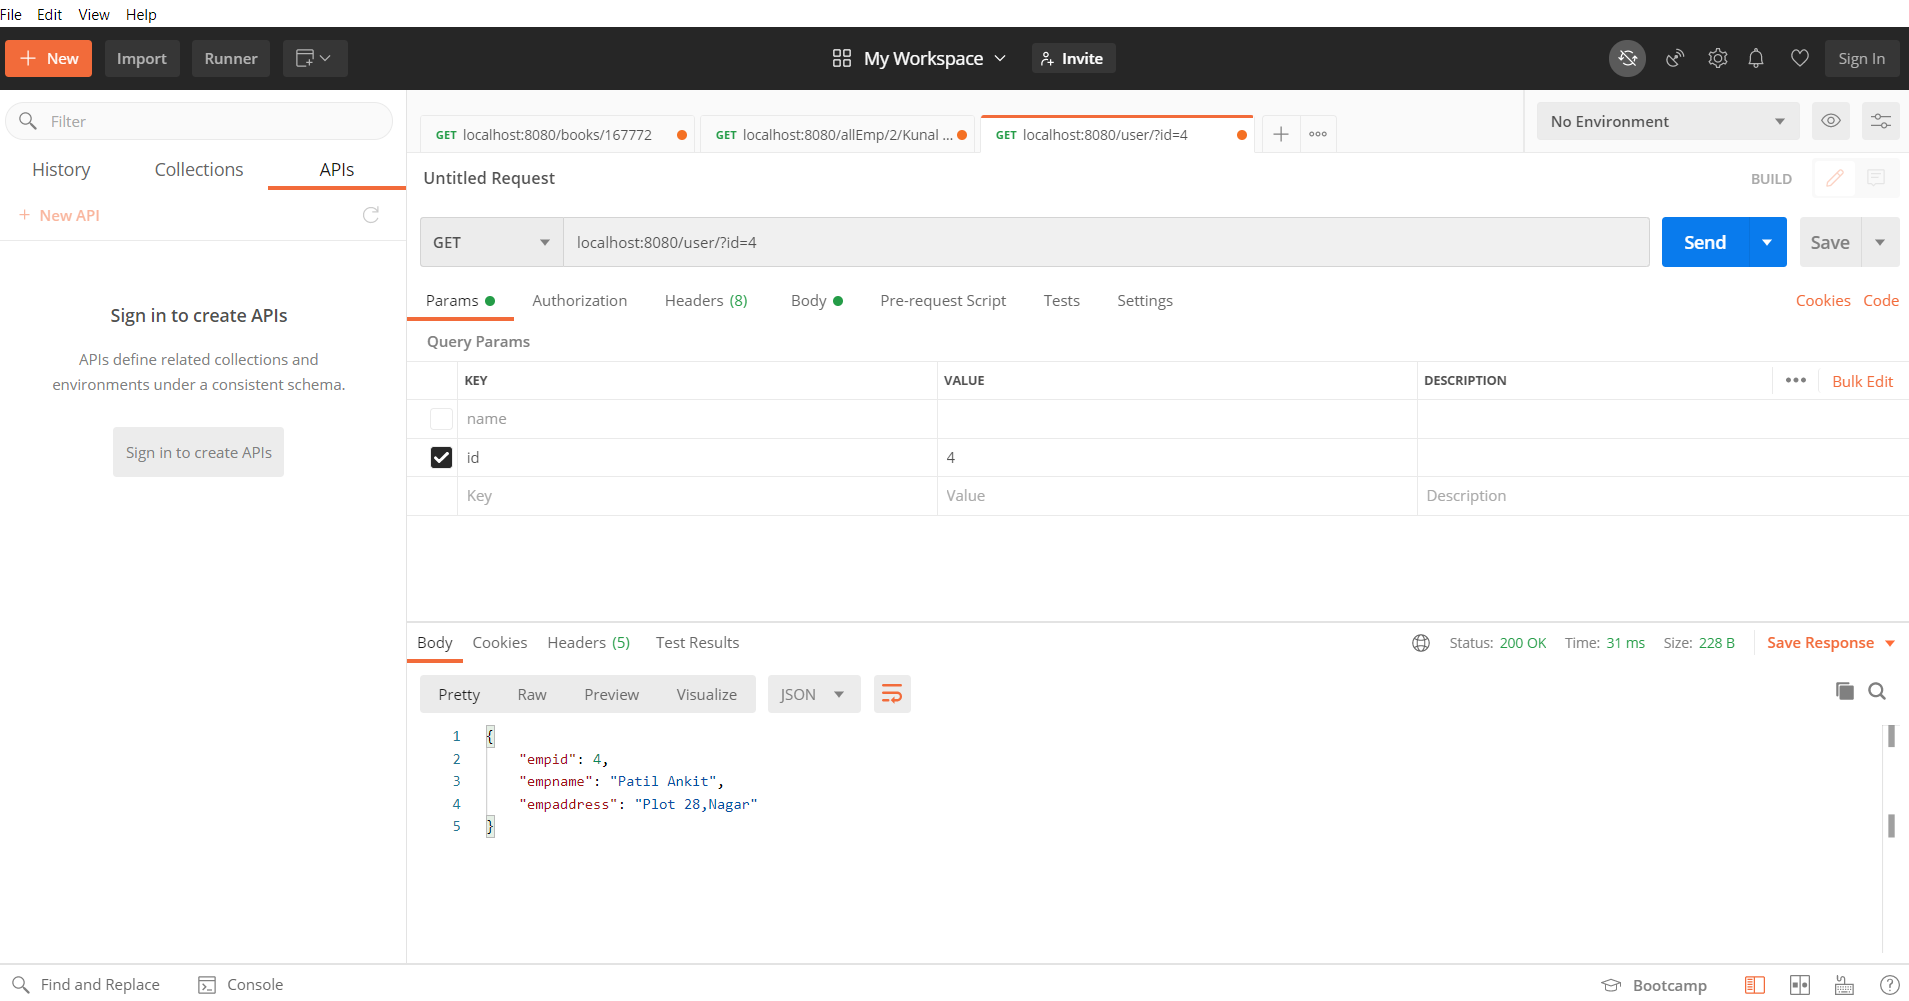 File Edit View Help
New Import Runner My Workspace Invite Sign In
Filter
History Collections APIs
New API
Sign in to create APIs
APIs define related collections and
environments under a consistent schema.
Sign in to create APIs
GET localhost:8080/books/167772 GET localhost:8080/allEmp/2/Kunal ... GET localhost:8080/user/?id=4
No Environment
Untitled Request BUILD
GET localhost:8080/user/?id=4 Send Save
Params Authorization Headers (8) Body Pre-request Script Tests Settings Cookies Code
Query Params
KEY VALUE DESCRIPTION Bulk Edit
name
id 4
Key Value Description
Body Cookies Headers (5) Test Results Status: 200 OK Time: 31 ms Size: 228 B Save Response
Pretty Raw Preview Visualize JSON
1 {
2 "empid": 4,
3 "empname": "Patil Ankit",
4 "empaddress": "Plot 28,Nagar"
5 }
Find and Replace Console Bootcamp